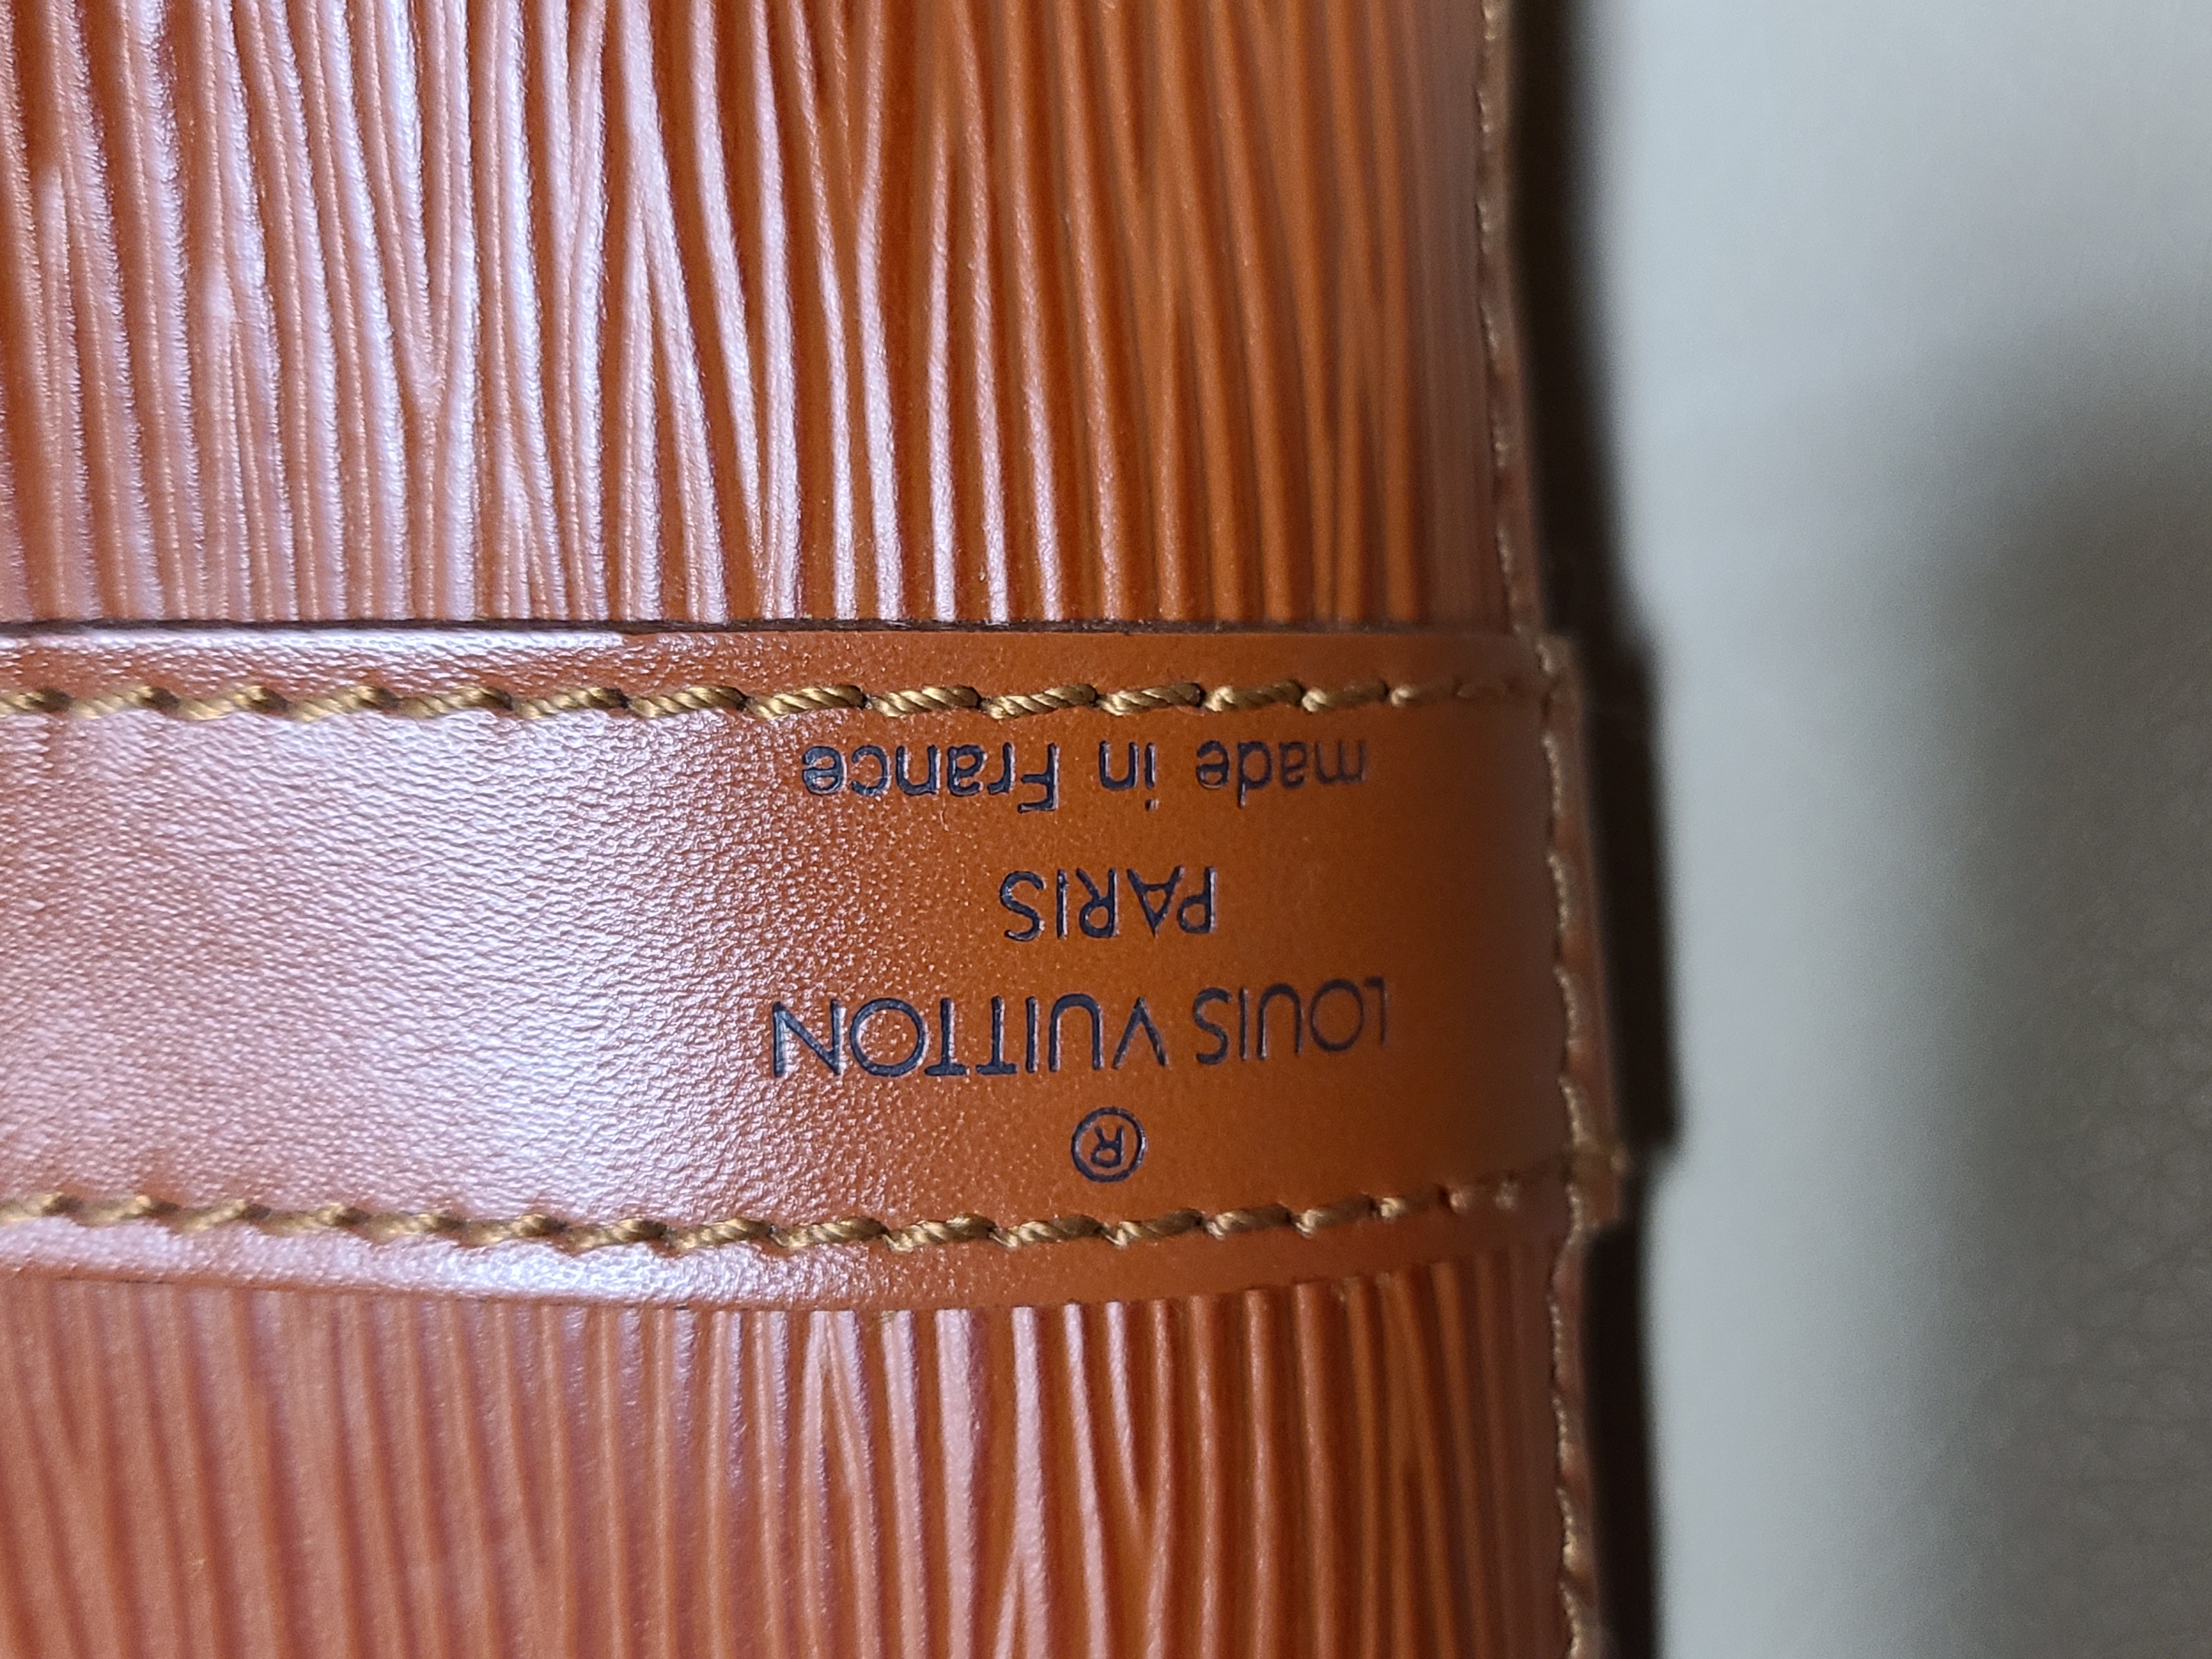 ®
LOUIS VUITTON
PARIS
made in France